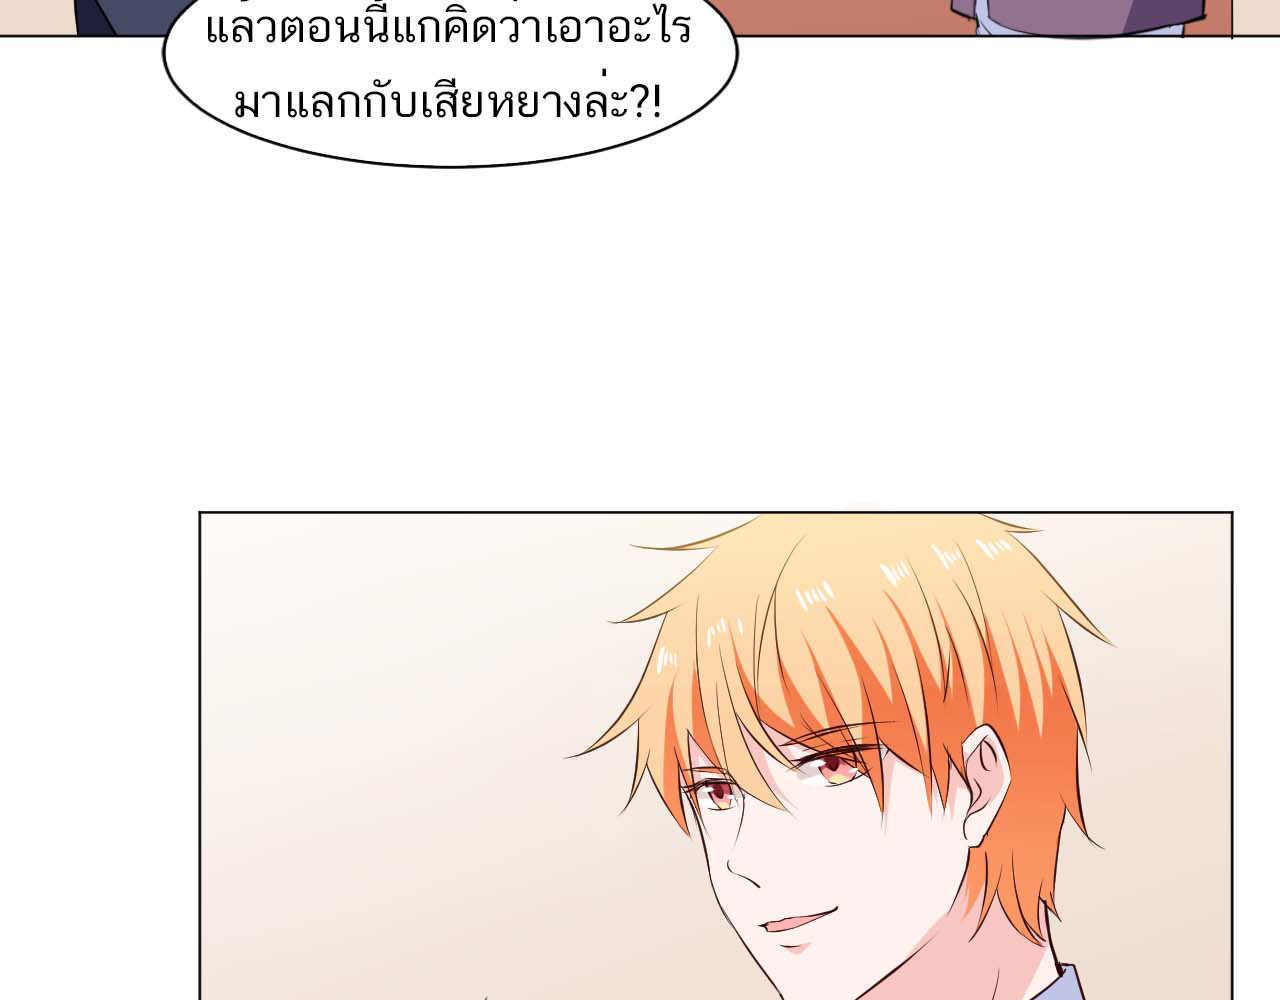 แล้วตอนนี้แกคิดว่าเอาอะไร
มาแลกกับเสียหยางล่ะ?!